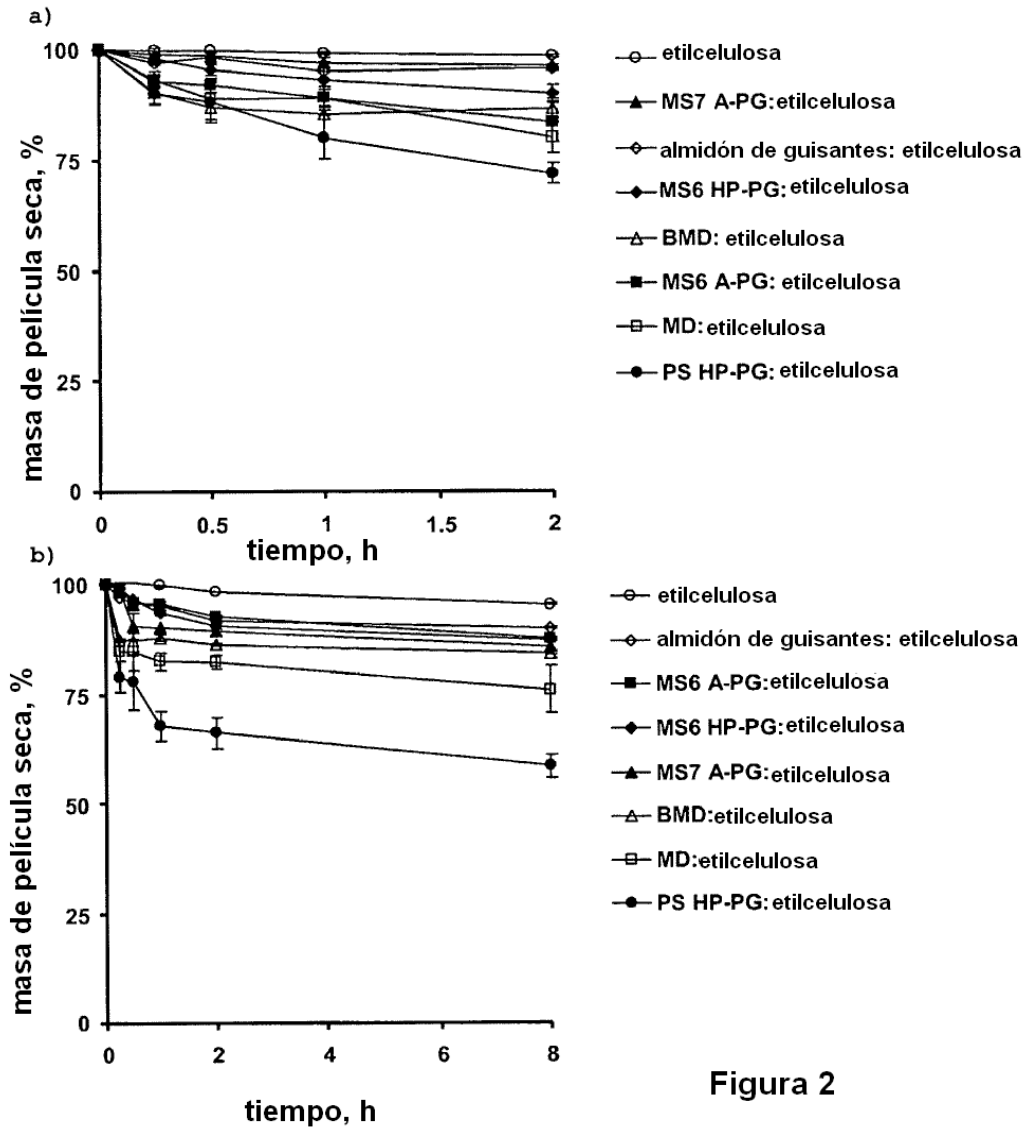 a)
masa de película seca, %
100
75
50
25
0
0
0.5
1
1.5
2
tiempo, h
etilcelulosa
MS7 A-PG:etilcelulosa
almidón de guisantes: etilcelulosa
MS6 HP-PG:etilcelulosa
BMD: etilcelulosa
MS6 A-PG: etilcelulosa
MD:etilcelulosa
PS HP-PG: etilcelulosa
b)
masa de película seca, %
100
75
50
25
0
0
2
4
6
8
tiempo, h
etilcelulosa
almidón de guisantes: etilcelulosa
MS6 A-PG:etilcelulosa
MS6 HP-PG:etilcelulosa
MS7 A-PG:etilcelulosa
BMD:etilcelulosa
MD:etilcelulosa
PS HP-PG:etilcelulosa
Figura 2